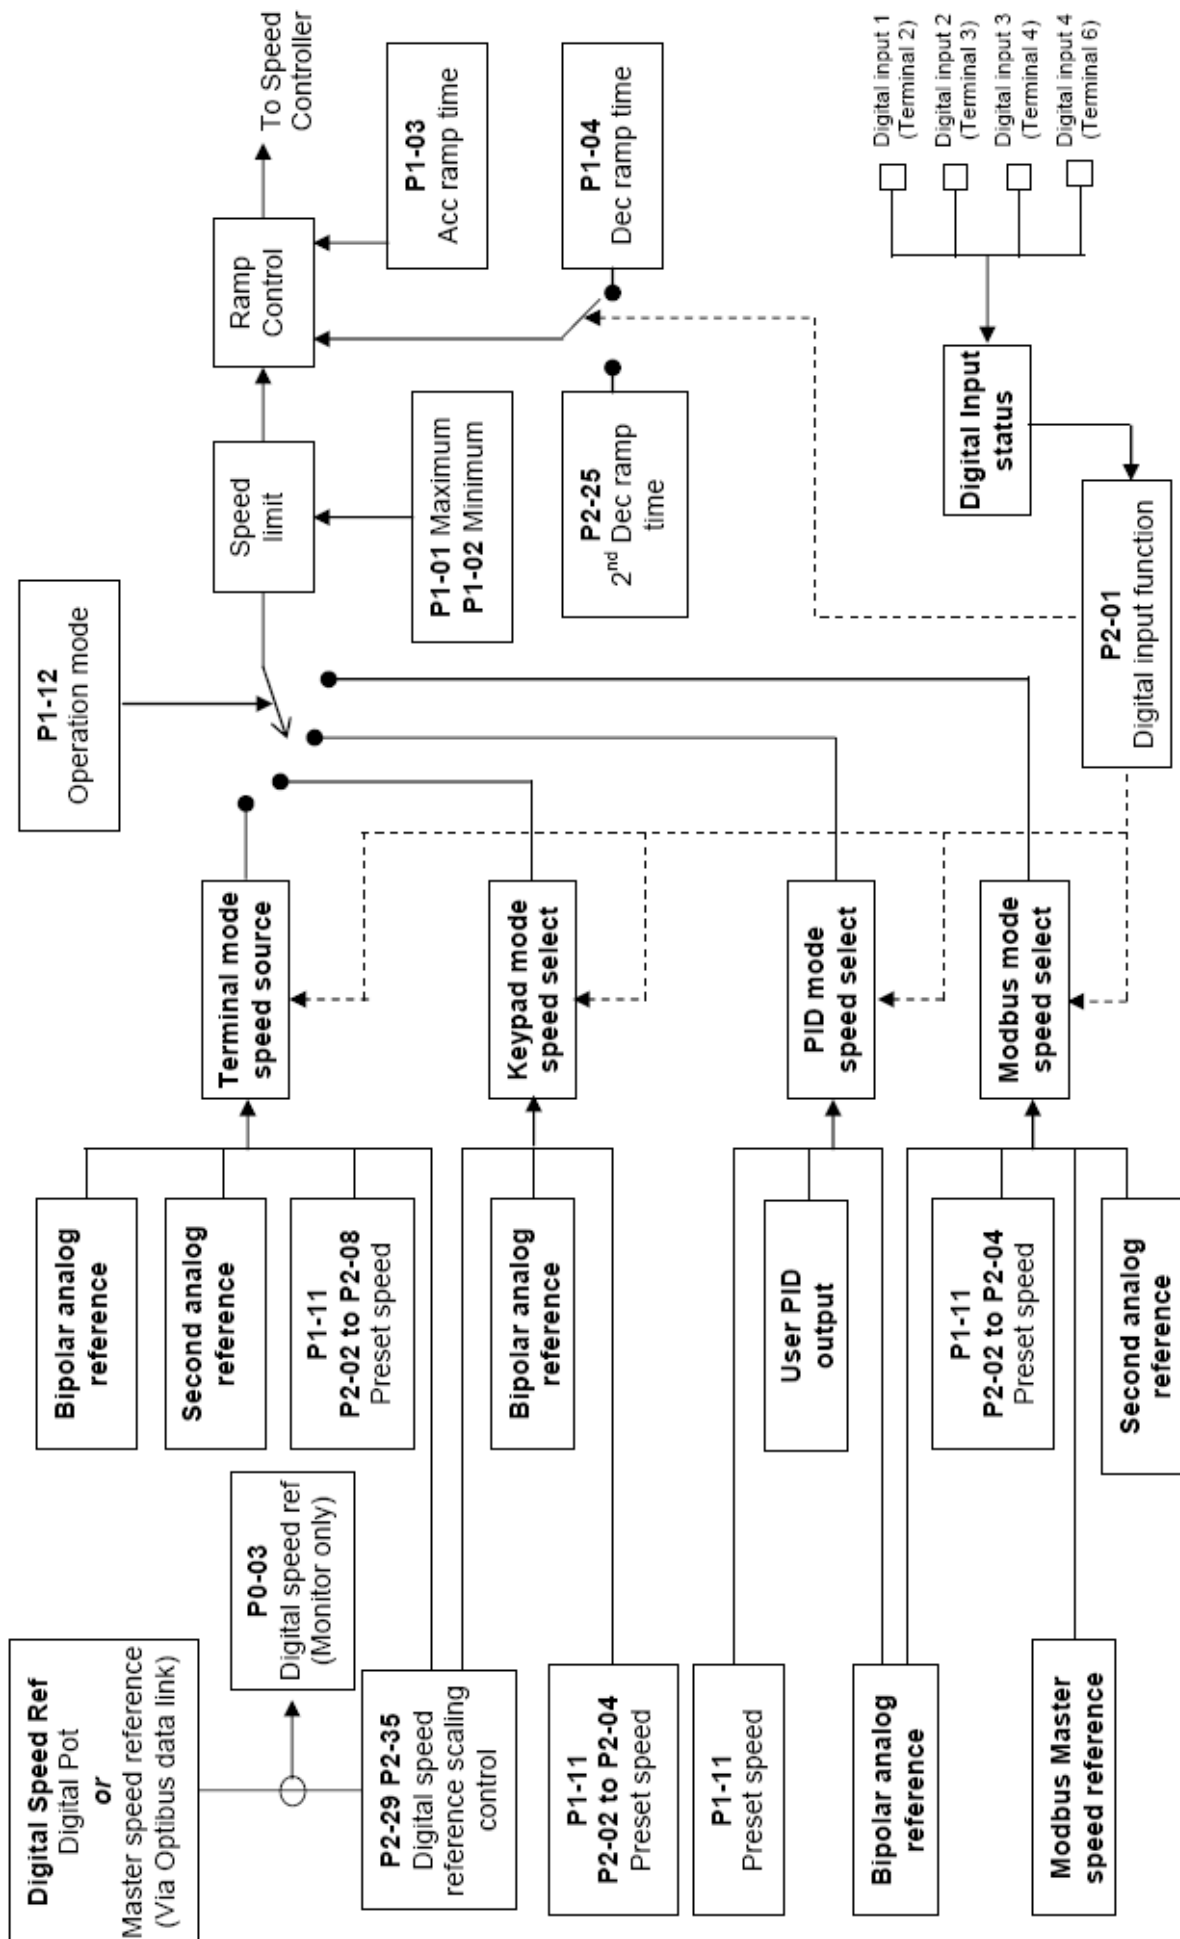 Digital Speed Ref
Digital Pot
or
Master speed reference
(Via Optibus data link)
P0-03
Digital speed ref
(Monitor only)
P2-29 P2-35
Digital speed
reference scaling
control
P1-11
P2-02 to P2-04
Preset speed
P1-11
Preset speed
Bipolar analog
reference
Modbus Master
speed reference
Bipolar analog
reference
Second analog
reference
P1-11
P2-02 to P2-08
Preset speed
Bipolar analog
reference
User PID
output
P1-11
P2-02 to P2-04
Preset speed
Second analog
reference
Terminal mode
speed source
Keypad mode
speed select
PID mode
speed select
Modbus mode
speed select
P1-12
Operation mode
Speed
limit
P1-01 Maximum
P1-02 Minimum
P2-25
2nd Dec ramp
time
P2-01
Digital input function
Ramp
Control
To Speed
Controller
P1-03
Acc ramp time
P1-04
Dec ramp time
Digital Input
status
Digital input 1
(Terminal 2)
Digital input 2
(Terminal 3)
Digital input 3
(Terminal 4)
Digital input 4
(Terminal 6)